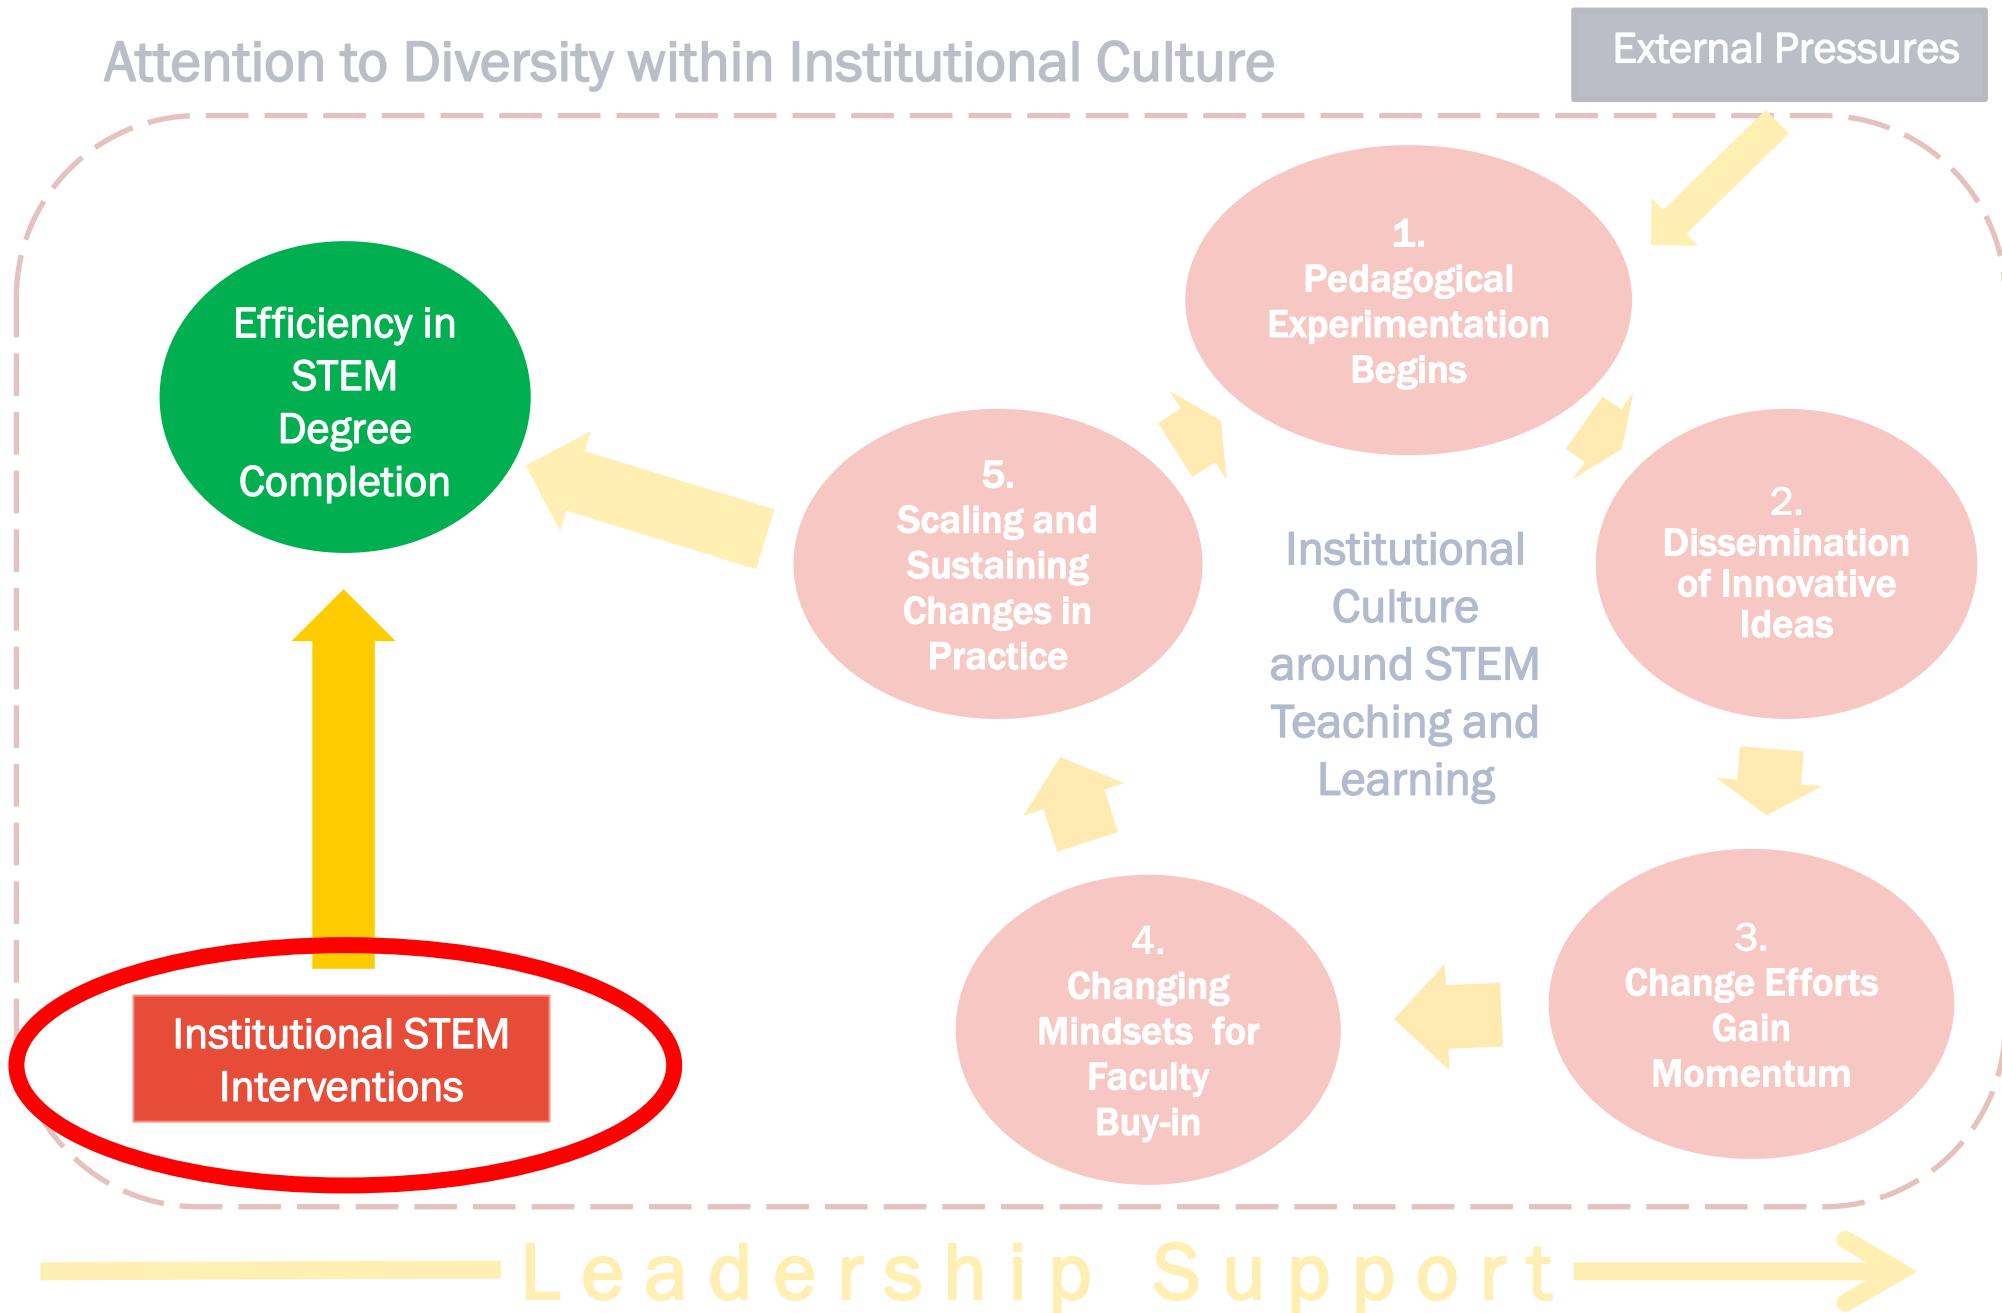 Attention to Diversity within Institutional Culture
External Pressures
Efficiency in
STEM
Degree
Completion
Institutional STEM
Interventions
1.
Pedagogical
Experimentation
Begins
2.
Dissemination
of Innovative
Ideas
3.
Change Efforts
Gain
Momentum
4.
Changing
Mindsets for
Faculty
Buy-in
5.
Scaling and
Sustaining
Changes in
Practice
Institutional
Culture
around STEM
Teaching and
Learning
Leadership Support